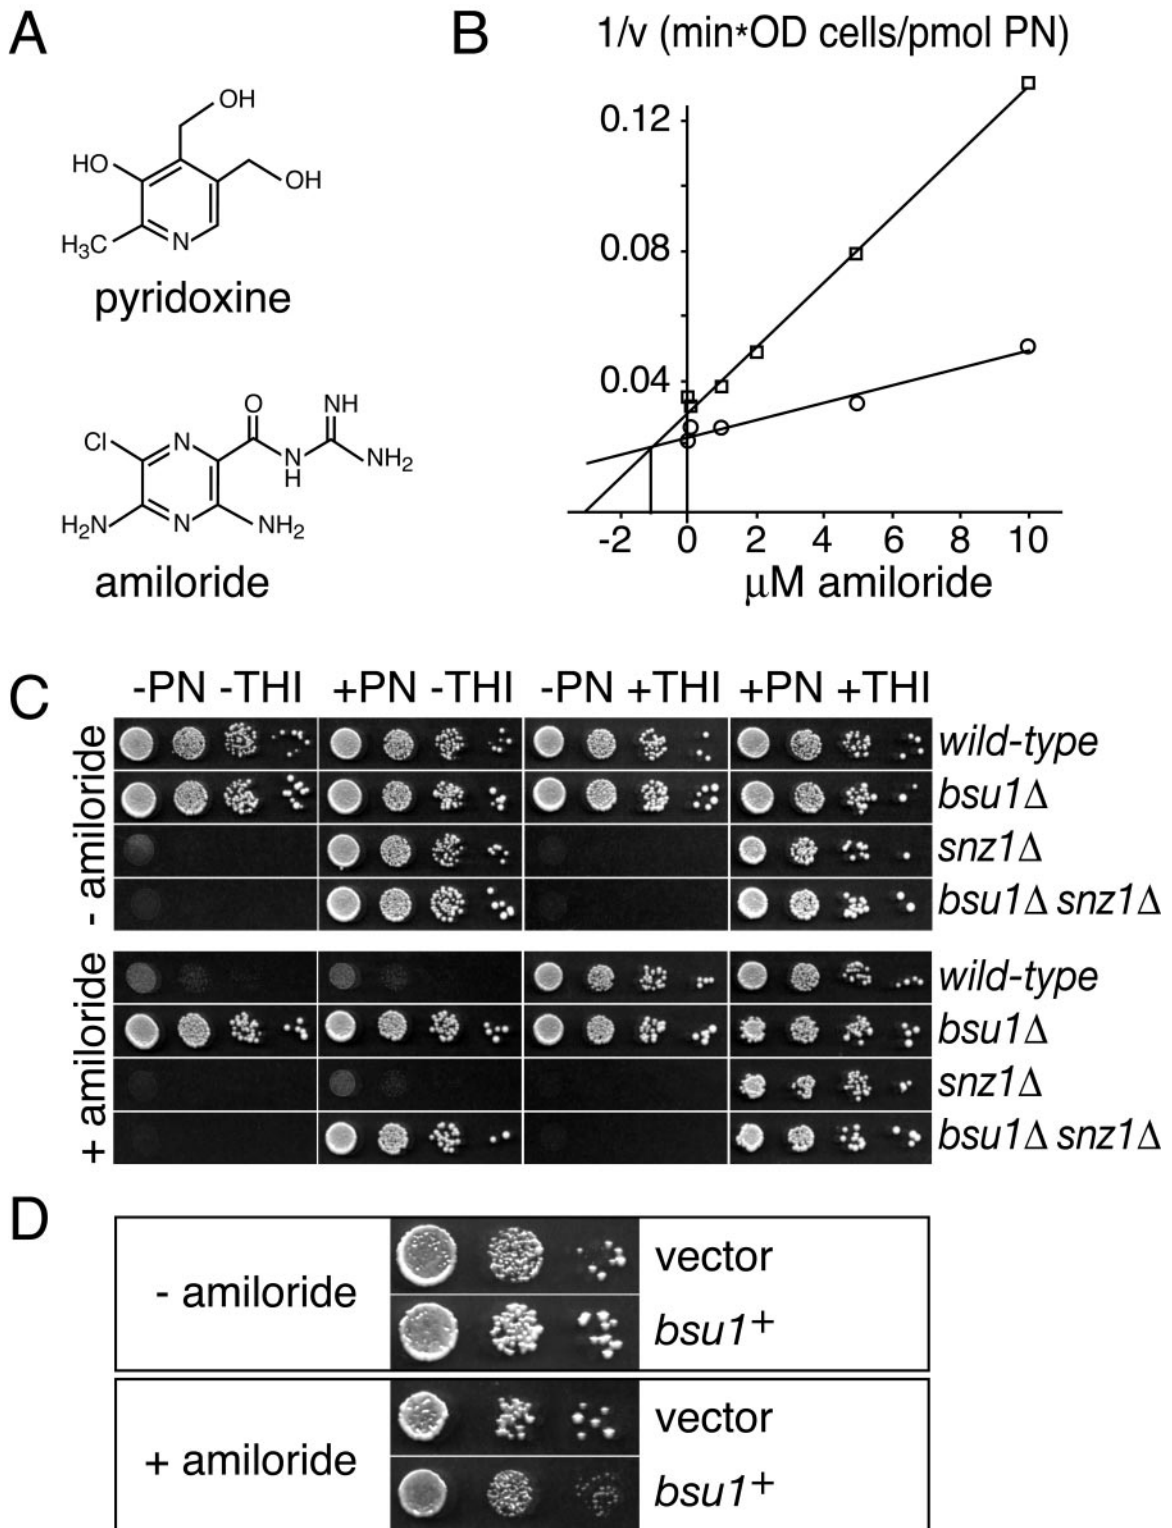 A
OH
HO
OH
H₃C
N
pyridoxine
O
NH
Cl
N
N
H
NH₂
H₂N
N
NH₂
amiloride
B
1/v (min*OD cells/pmol PN)
0.12
0.08
0.04
-2 0 2 4 6 8 10
μM amiloride
C
-PN -THI +PN -THI -PN +THI +PN +THI
- amiloride
wild-type
bsu1Δ
snz1Δ
bsu1Δ snz1Δ
+ amiloride
wild-type
bsu1Δ
snz1Δ
bsu1Δ snz1Δ
D
- amiloride
vector
bsu1⁺
+ amiloride
vector
bsu1⁺